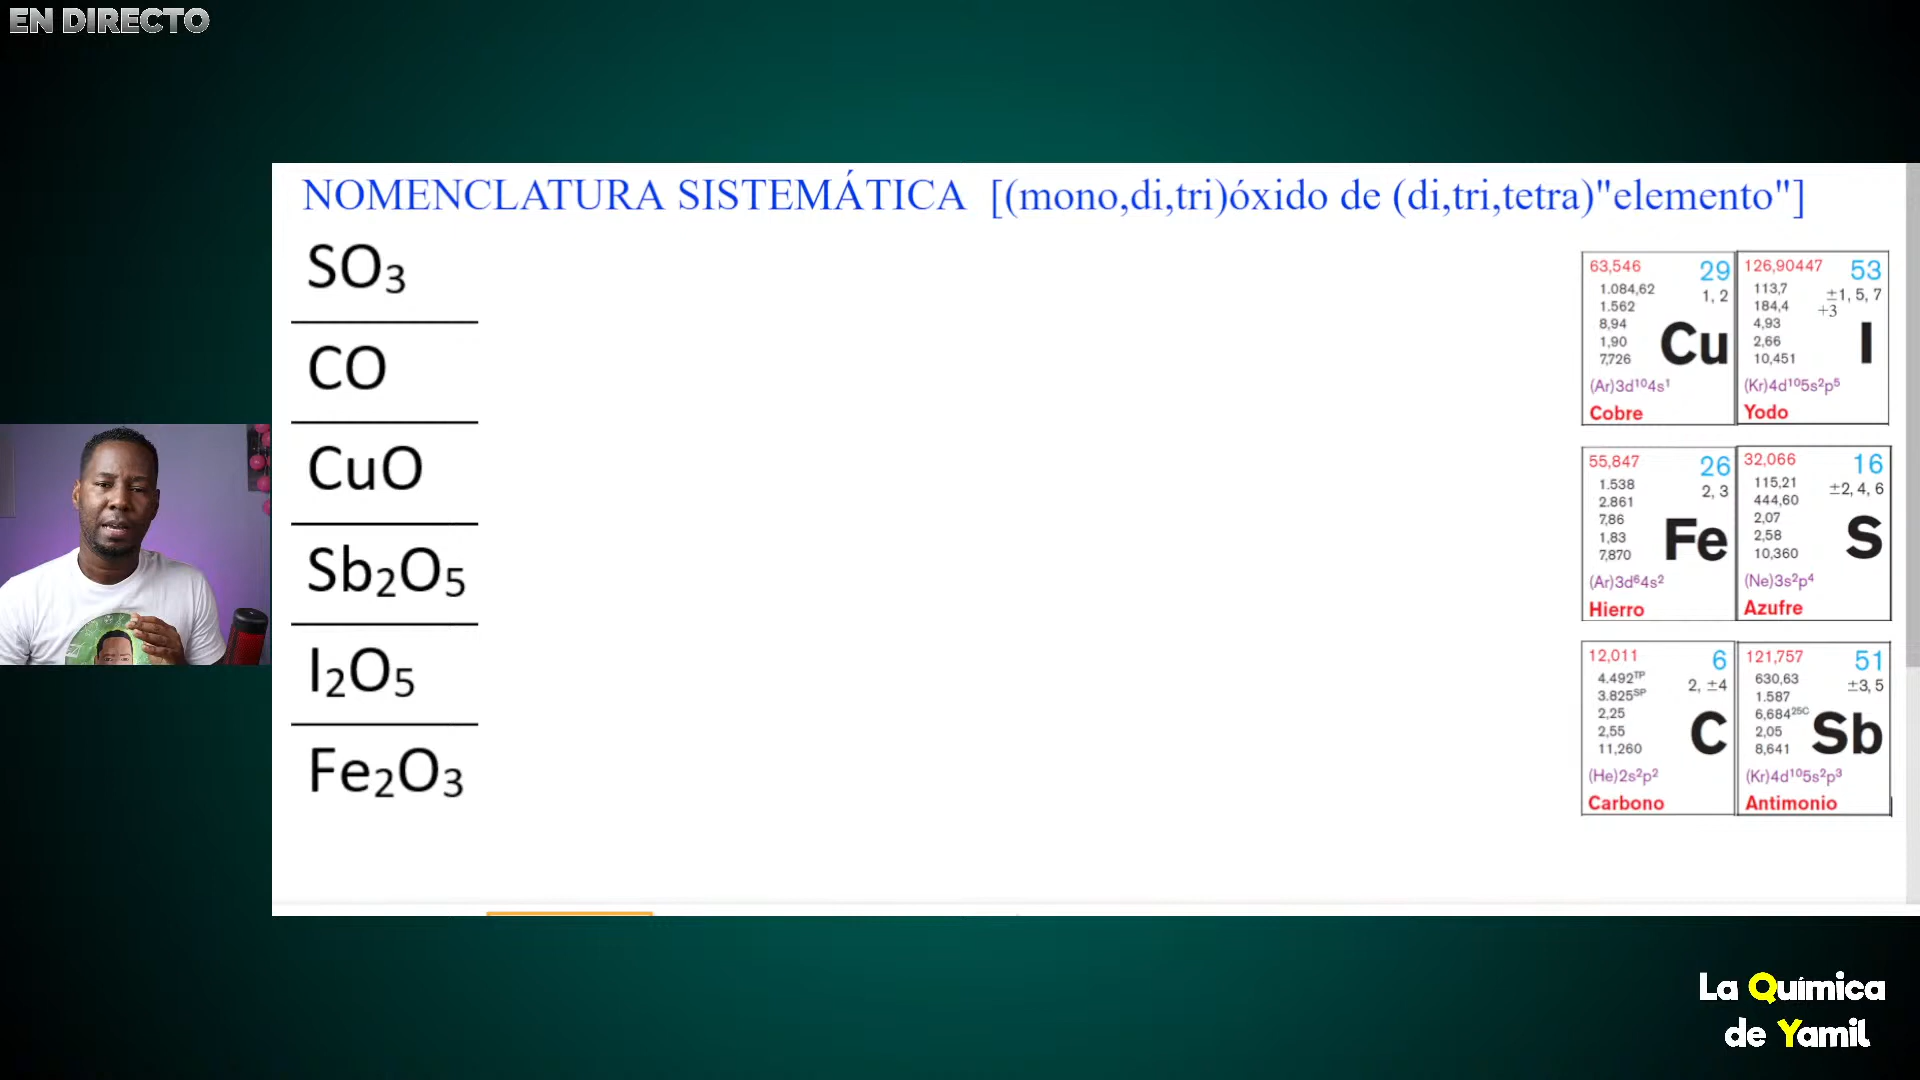 EN DIRECTO
NOMENCLATURA SISTEMÁTICA [(mono,di,tri)óxido de (di,tri,tetra)"elemento"]
SO₃
CO
CuO
Sb₂O₅
I₂O₅
Fe₂O₃
63,546 29
1.084,62 1, 2
1.562
8,94
1,90
7,726
Cu
(Ar)3d¹⁰4s¹
Cobre
126,90447 53
113,7 ±1, 5, 7
184,4 +3
4,93
2,66
10,451
I
(Kr)4d¹⁰5s²p⁵
Yodo
55,847 26
1.538 2, 3
2.861
7,86
1,83
7,870
Fe
(Ar)3d⁶4s²
Hierro
32,066 16
115,21 ±2, 4, 6
444,60
2,07
2,58
10,360
S
(Ne)3s²p⁴
Azufre
12,011 6
4.492ᵀᴾ 2, ±4
3.825ˢᴾ
2,25
2,55
11,260
C
(He)2s²p²
Carbono
121,757 51
630,63 ±3, 5
1.587
6,684²⁵ᶜ
2,05
8,641
Sb
(Kr)4d¹⁰5s²p³
Antimonio
La Química
de Yamil